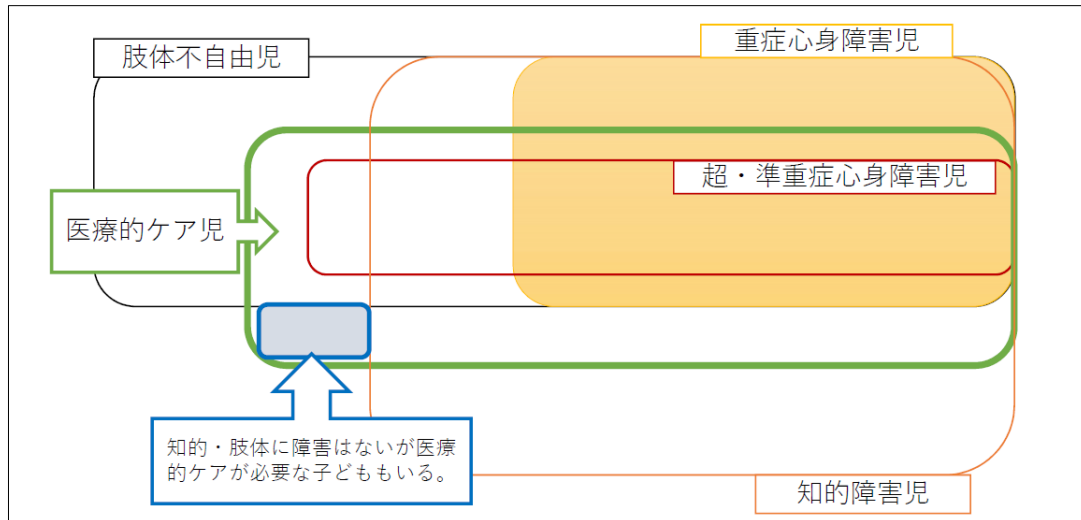 重症心身障害児
肢体不自由児
超・準重症心身障害児
医療的ケア児
知的・肢体に障害はないが医療
的ケアが必要な子どももいる。
知的障害児